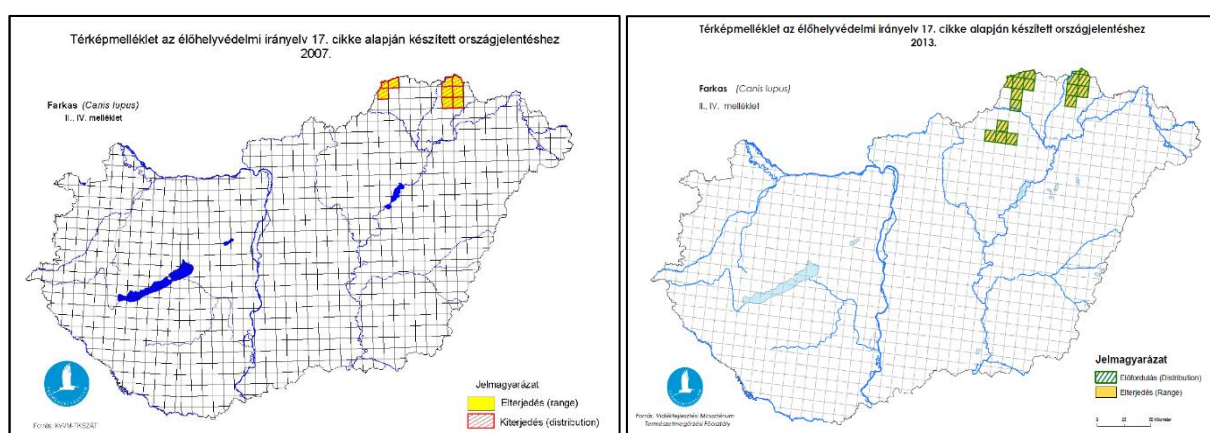 Térképmelléklet az élőhelyvédelmi irányelv 17. cikke alapján készített országjelentéshez
2007.
Farkas (Canis lupus)
II., IV. melléklet
Jelmagyarázat
Elterjedés (range)
Kiterjedés (distribution)
Forrás: KvVM-TKSZÁT
Térképmelléklet az élőhelyvédelmi irányelv 17. cikke alapján készített országjelentéshez
2013.
Farkas (Canis lupus)
II., IV. melléklet
Jelmagyarázat
Előfordulás (Distribution)
Elterjedés (Range)
Forrás: Vidékfejlesztési Minisztérium
Természetmegőrzési Főosztály